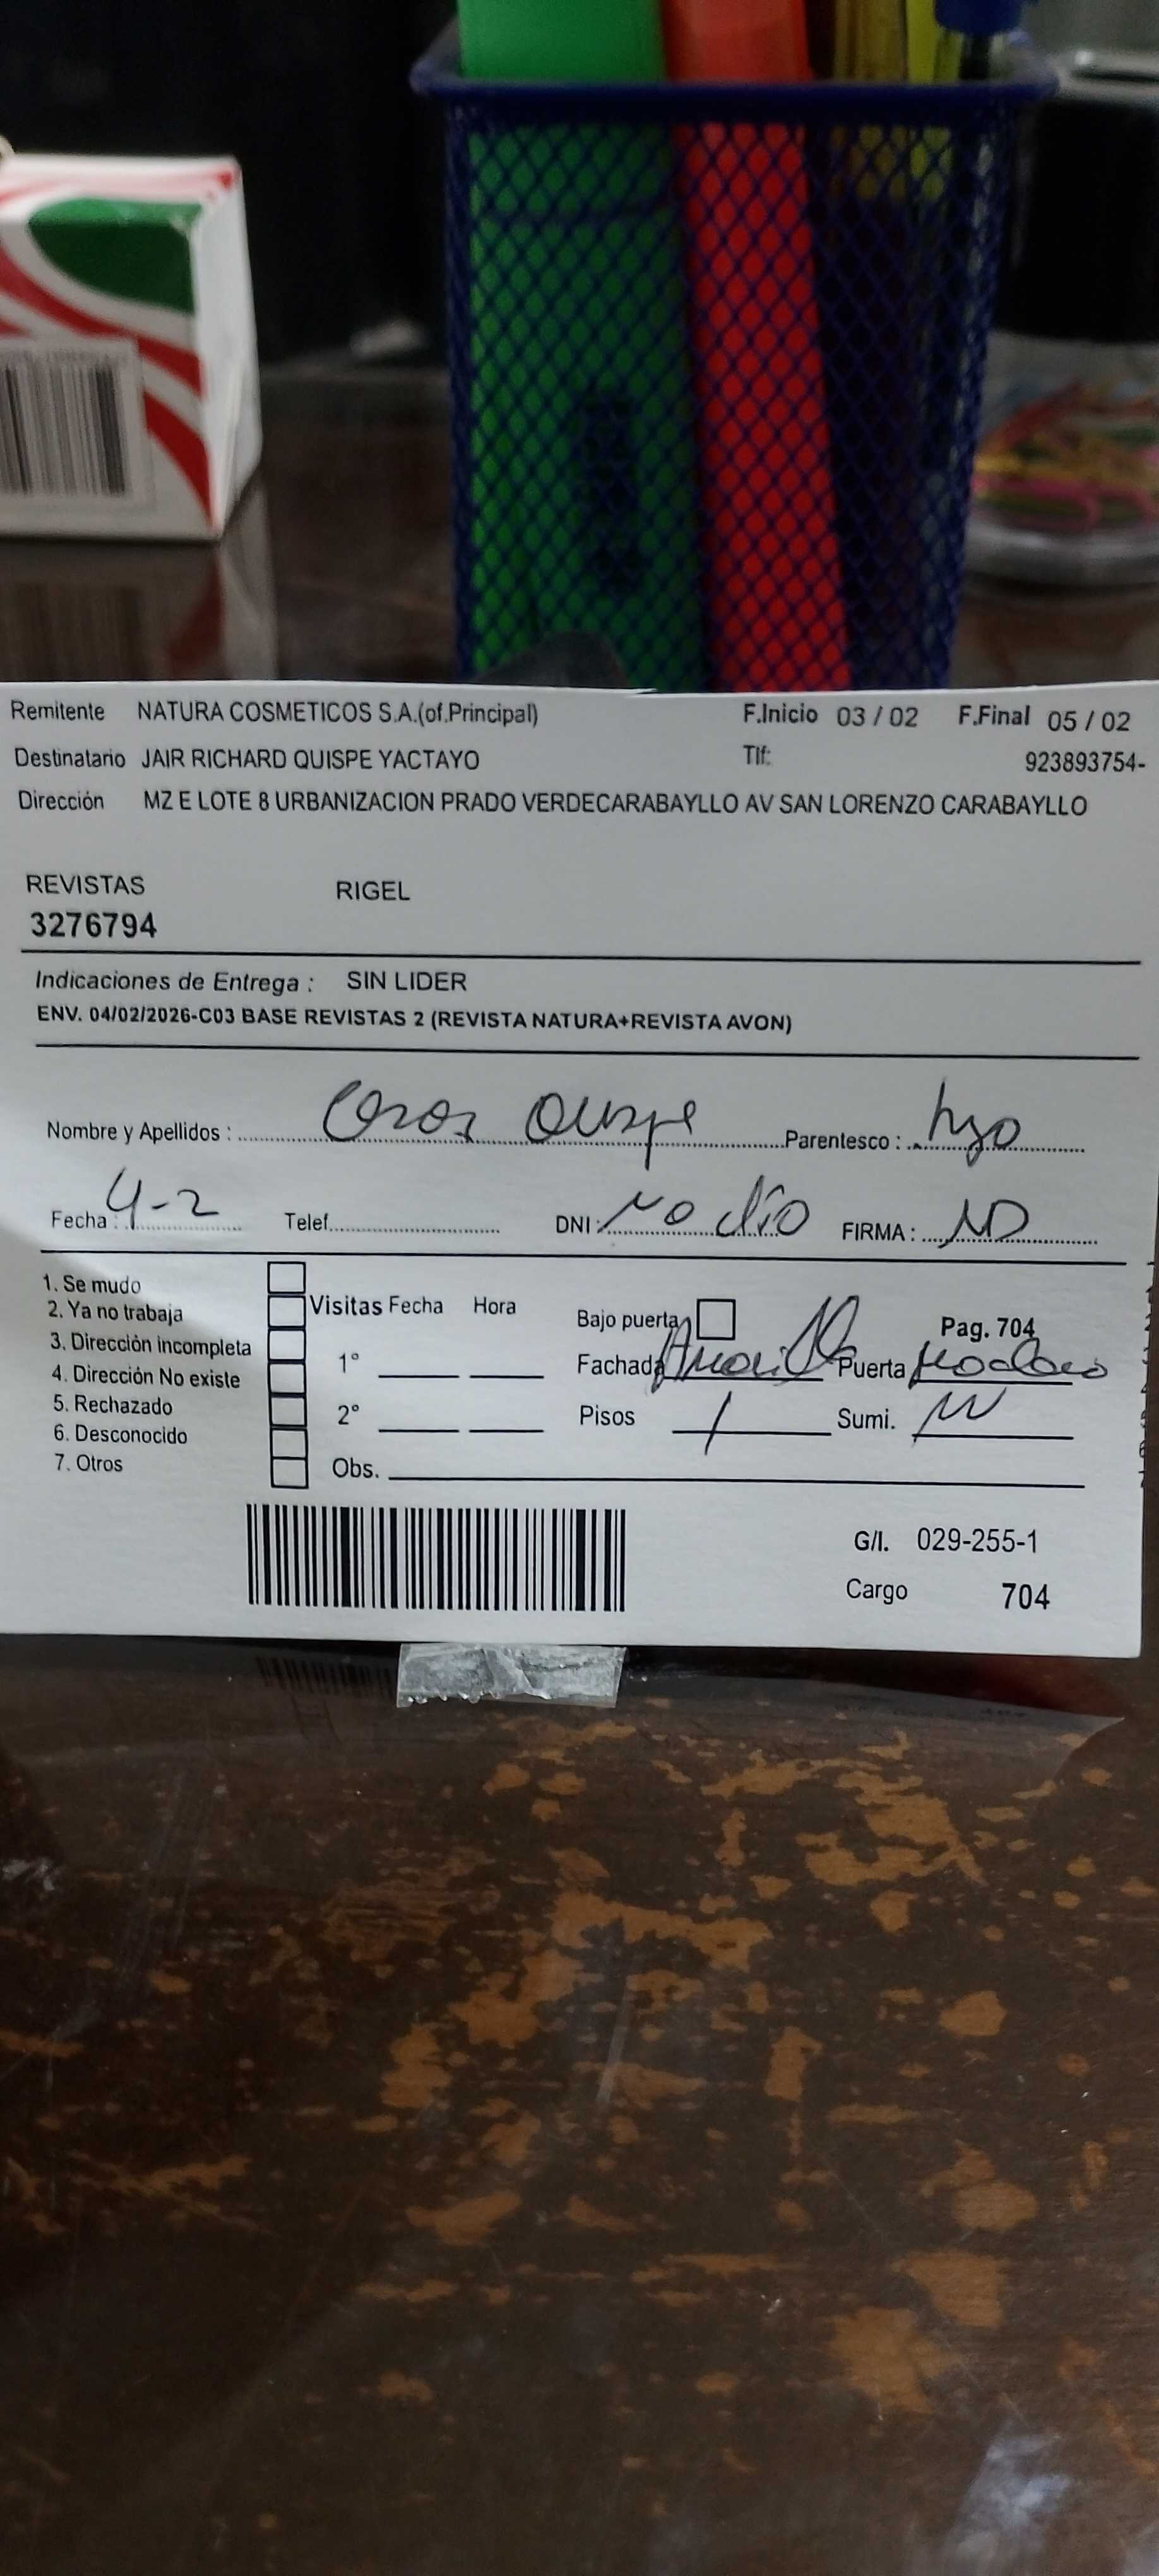 Remitente NATURA COSMETICOS S.A.(of.Principal) F.Inicio 03 / 02 F.Final 05 / 02
Destinatario JAIR RICHARD QUISPE YACTAYO Tlf: 923893754-
Dirección MZ E LOTE 8 URBANIZACION PRADO VERDECARABAYLLO AV SAN LORENZO CARABAYLLO
REVISTAS RIGEL
3276794
Indicaciones de Entrega : SIN LIDER
ENV. 04/02/2026-C03 BASE REVISTAS 2 (REVISTA NATURA+REVISTA AVON)
Nombre y Apellidos : Quispe Parentesco : hijo
Fecha : 4-2 Telef. DNI : No dio FIRMA : ND
1. Se mudo
2. Ya no trabaja Visitas Fecha Hora Bajo puerta Pag. 704
3. Dirección incompleta
4. Dirección No existe 1° Fachada Puerta
5. Rechazado 2° Pisos 1 Sumi.
6. Desconocido
7. Otros Obs.
G/I. 029-255-1
Cargo 704